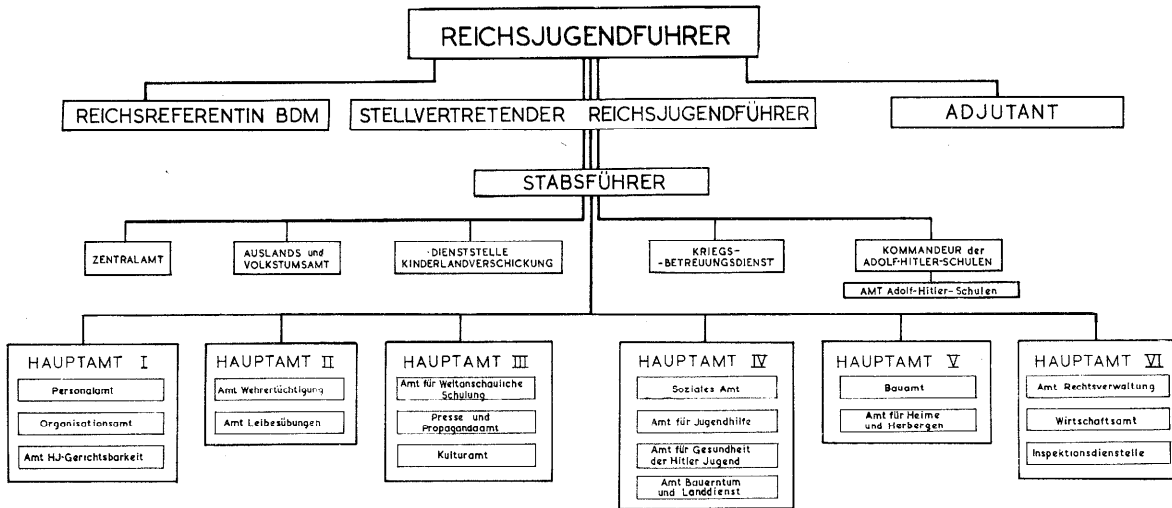 REICHSJUGENDFÜHRER
REICHSREFERENTIN BDM
STELLVERTRETENDER REICHSJUGENDFÜHRER
ADJUTANT
STABSFÜHRER
ZENTRALAMT
AUSLANDS und
VOLKSTUMSAMT
DIENSTSTELLE
KINDERLANDVERSCHICKUNG
KRIEGS-
-BETREUUNGSDIENST
KOMMANDEUR der
ADOLF-HITLER-SCHULEN
AMT Adolf-Hitler-Schulen
HAUPTAMT I
Personalamt
Organisationsamt
Amt HJ-Gerichtsbarkeit
HAUPTAMT II
Amt Wehrertüchtigung
Amt Leibesübungen
HAUPTAMT III
Amt für Weltanschauliche
Schulung
Presse und
Propagandaamt
Kulturamt
HAUPTAMT IV
Soziales Amt
Amt für Jugendhilfe
Amt für Gesundheit
der Hitler Jugend
Amt Bauerntum
und Landdienst
HAUPTAMT V
Bauamt
Amt für Heime
und Herbergen
HAUPTAMT VI
Amt Rechtsverwaltung
Wirtschaftsamt
Inspektionsdienstelle